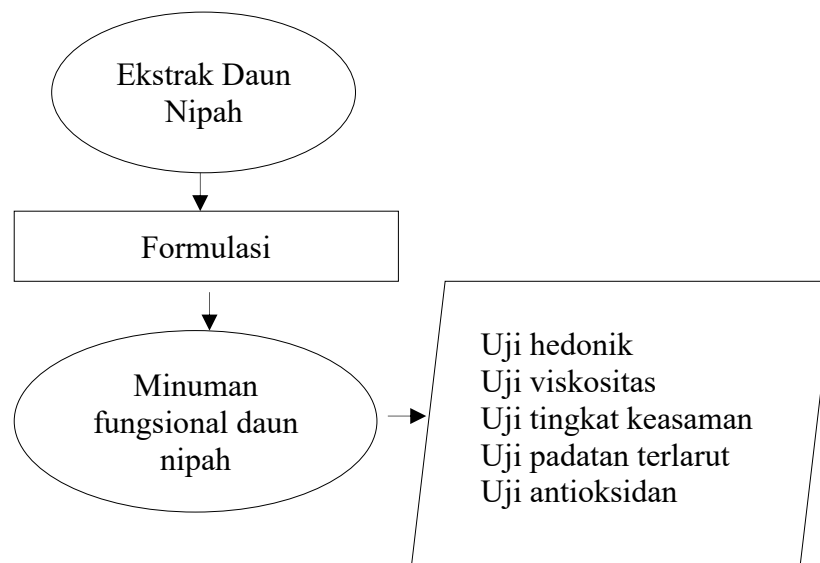 Ekstrak Daun
Nipah
Formulasi
Minuman
fungsional daun
nipah
Uji hedonik
Uji viskositas
Uji tingkat keasaman
Uji padatan terlarut
Uji antioksidan